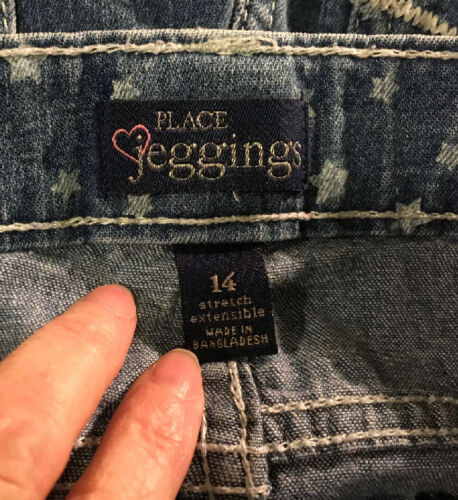 PLACE
jeggings
14
stretch
extensible
MADE IN
BANGLADESH